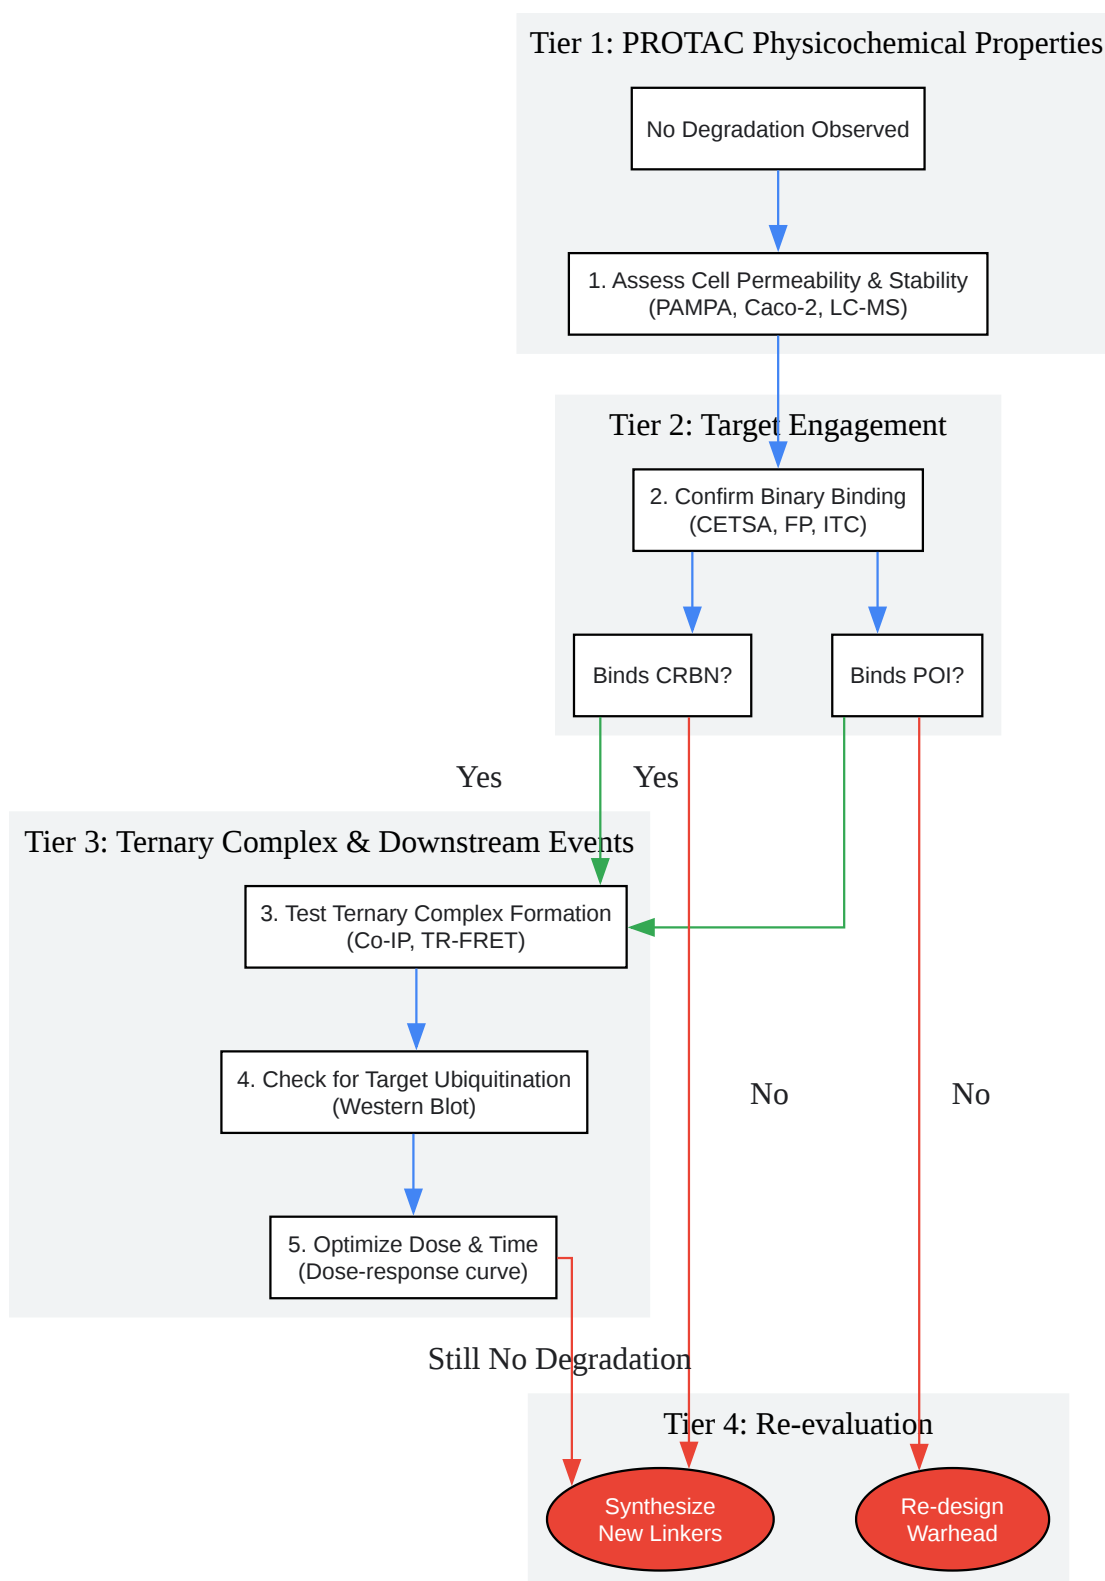 Tier 1: PROTAC Physicochemical Properties
No Degradation Observed
1. Assess Cell Permeability & Stability
(PAMPA, Caco-2, LC-MS)
Tier 2: Target Engagement
2. Confirm Binary Binding
(CETSA, FP, ITC)
Binds CRBN?
Binds POI?
Yes
Yes
Tier 3: Ternary Complex & Downstream Events
3. Test Ternary Complex Formation
(Co-IP, TR-FRET)
4. Check for Target Ubiquitination
(Western Blot)
No
No
5. Optimize Dose & Time
(Dose-response curve)
Still No Degradation
Tier 4: Re-evaluation
Synthesize
New Linkers
Re-design
Warhead